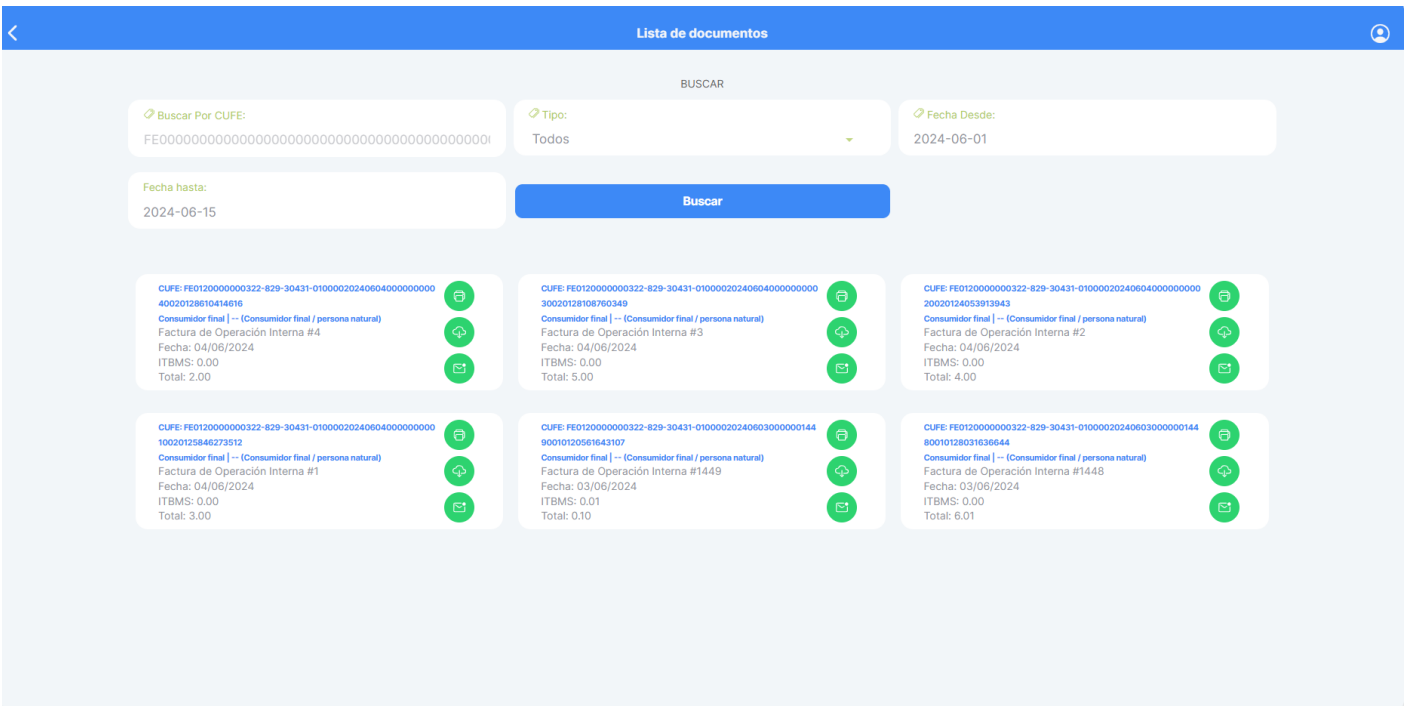 Lista de documentos
BUSCAR
Buscar Por CUFE:
Tipo:
Todos
Fecha Desde:
2024-06-01
Fecha hasta:
2024-06-15
Buscar
CUFE: FE0120000000322-829-30431-0100002024060400000000​0
40020128610414616
Consumidor final | -- (Consumidor final / persona natural)
Factura de Operación Interna #4
Fecha: 04/06/2024
ITBMS: 0.00
Total: 2.00
CUFE: FE0120000000322-829-30431-01000020240604000000000
30020128108760349
Consumidor final | -- (Consumidor final / persona natural)
Factura de Operación Interna #3
Fecha: 04/06/2024
ITBMS: 0.00
Total: 5.00
CUFE: FE0120000000322-829-30431-01000020240604000000000
20020124053913943
Consumidor final | -- (Consumidor final / persona natural)
Factura de Operación Interna #2
Fecha: 04/06/2024
ITBMS: 0.00
Total: 4.00
CUFE: FE0120000000322-829-30431-01000020240604000000000
10020125846273512
Consumidor final | -- (Consumidor final / persona natural)
Factura de Operación Interna #1
Fecha: 04/06/2024
ITBMS: 0.00
Total: 3.00
CUFE: FE0120000000322-829-30431-01000020240603000000144
90010120561643107
Consumidor final | -- (Consumidor final / persona natural)
Factura de Operación Interna #1449
Fecha: 03/06/2024
ITBMS: 0.01
Total: 0.10
CUFE: FE0120000000322-829-30431-01000020240603000000144
80010128031636644
Consumidor final | -- (Consumidor final / persona natural)
Factura de Operación Interna #1448
Fecha: 03/06/2024
ITBMS: 0.00
Total: 6.01